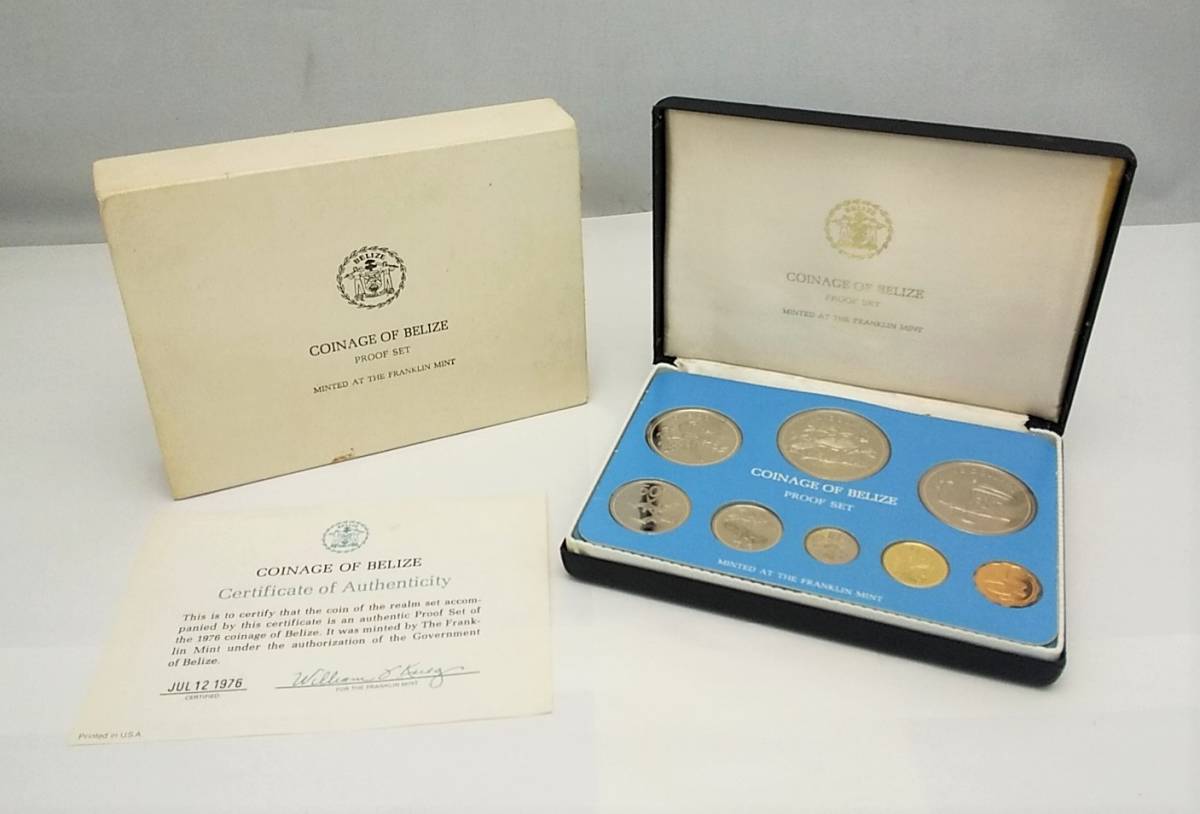 BELIZE
COINAGE OF BELIZE
PROOF SET
MINTED AT THE FRANKLIN MINT
BELIZE
COINAGE OF BELIZE
PROOF SET
MINTED AT THE FRANKLIN MINT
COINAGE OF BELIZE
PROOF SET
MINTED AT THE FRANKLIN MINT
BELIZE
COINAGE OF BELIZE
Certificate of Authenticity
This is to certify that the coin of the realm set accom-
panied by this certificate is an authentic Proof Set of
the 1976 coinage of Belize. It was minted by The Frank-
lin Mint under the authorization of the Government
of Belize.
JUL 12 1976
CERTIFIED
FOR THE FRANKLIN MINT
Printed in U.S.A.